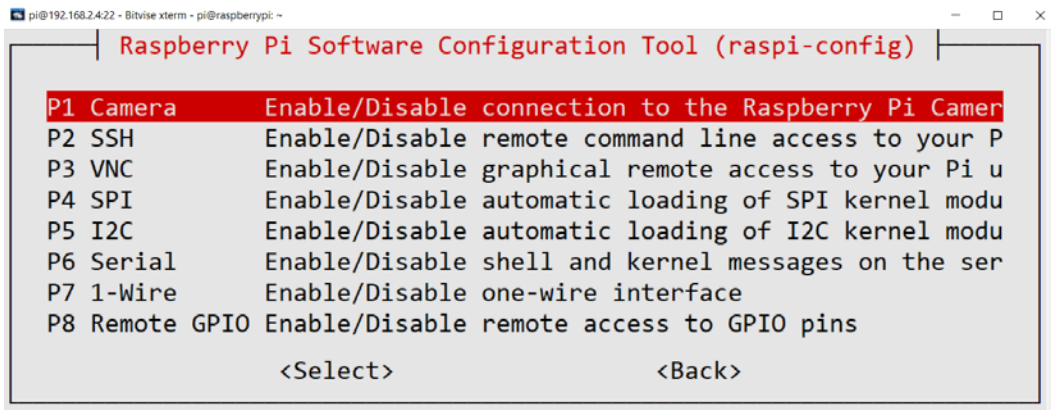 pi@192.168.2.4:22 - Bitvise xterm - pi@raspberrypi: ~
Raspberry Pi Software Configuration Tool (raspi-config)
P1 Camera Enable/Disable connection to the Raspberry Pi Camer
P2 SSH Enable/Disable remote command line access to your P
P3 VNC Enable/Disable graphical remote access to your Pi u
P4 SPI Enable/Disable automatic loading of SPI kernel modu
P5 I2C Enable/Disable automatic loading of I2C kernel modu
P6 Serial Enable/Disable shell and kernel messages on the ser
P7 1-Wire Enable/Disable one-wire interface
P8 Remote GPIO Enable/Disable remote access to GPIO pins
<Select> <Back>